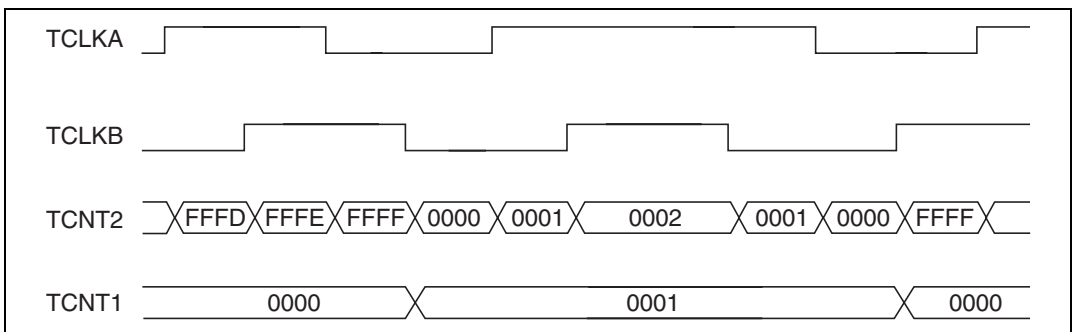 TCLKA
TCLKB
TCNT2 FFFD FFFE FFFF 0000 0001 0002 0001 0000 FFFF
TCNT1 0000 0001 0000